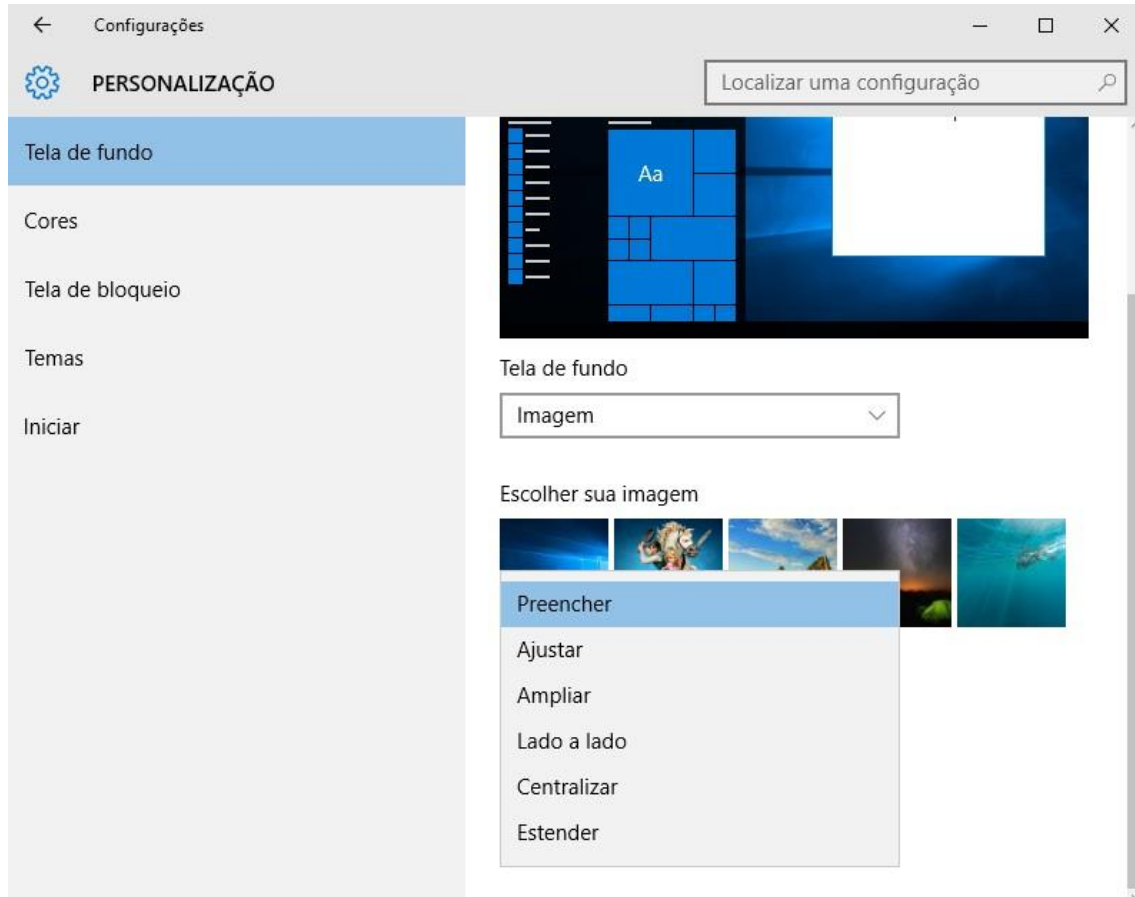 Configurações
PERSONALIZAÇÃO
Localizar uma configuração
Tela de fundo
Cores
Tela de bloqueio
Temas
Iniciar
Aa
Tela de fundo
Imagem
Escolher sua imagem
Preencher
Ajustar
Ampliar
Lado a lado
Centralizar
Estender